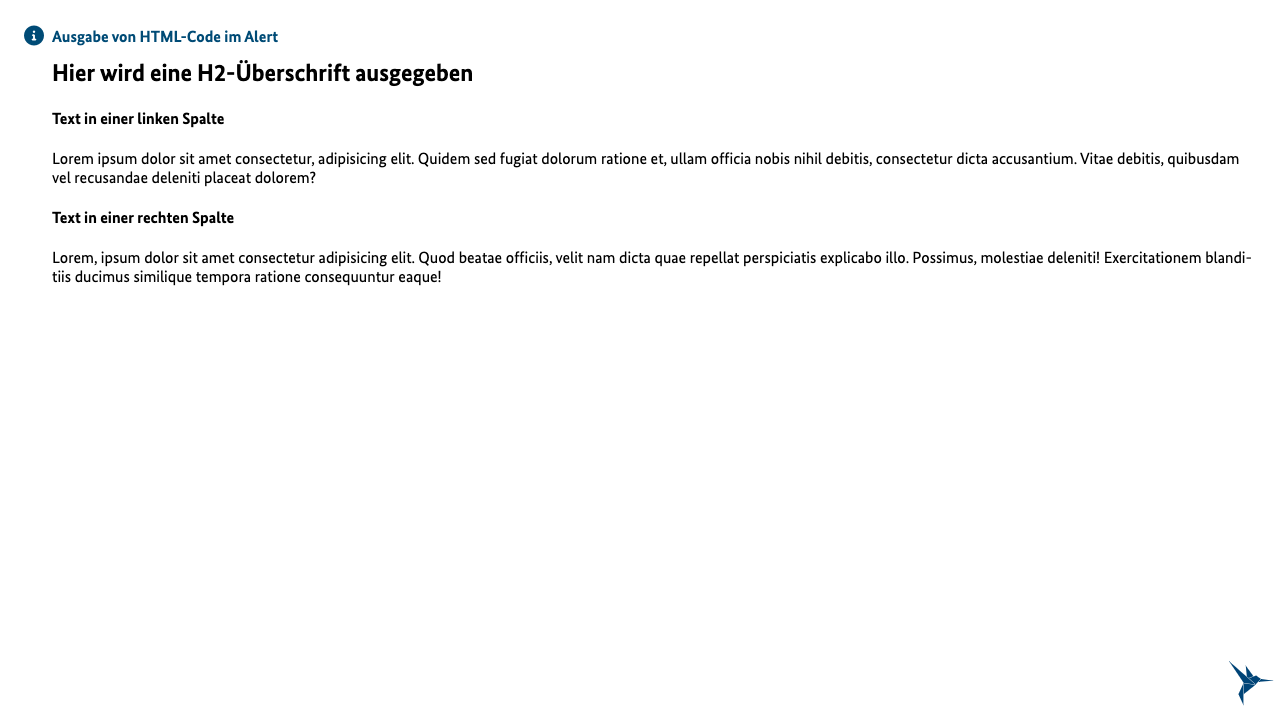 Ausgabe von HTML-Code im Alert
Hier wird eine H2-Überschrift ausgegeben
Text in einer linken Spalte
Lorem ipsum dolor sit amet consectetur, adipisicing elit. Quidem sed fugiat dolorum ratione et, ullam officia nobis nihil debitis, consectetur dicta accusantium. Vitae debitis, quibusdam
vel recusandae deleniti placeat dolorem?
Text in einer rechten Spalte
Lorem, ipsum dolor sit amet consectetur adipisicing elit. Quod beatae officiis, velit nam dicta quae repellat perspiciatis explicabo illo. Possimus, molestiae deleniti! Exercitationem blandi-
tiis ducimus similique tempora ratione consequuntur eaque!